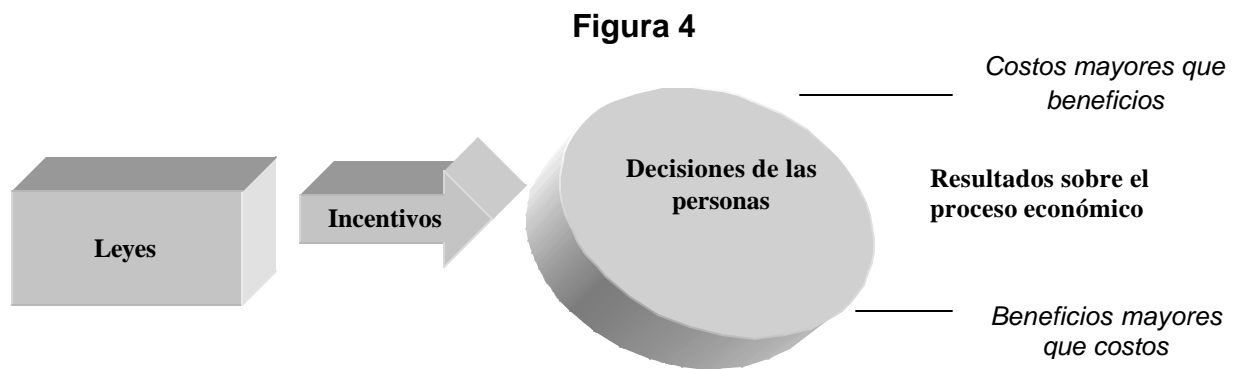 Figura 4
Costos mayores que
beneficios
Leyes
Incentivos
Decisiones de las
personas
Resultados sobre el
proceso económico
Beneficios mayores
que costos